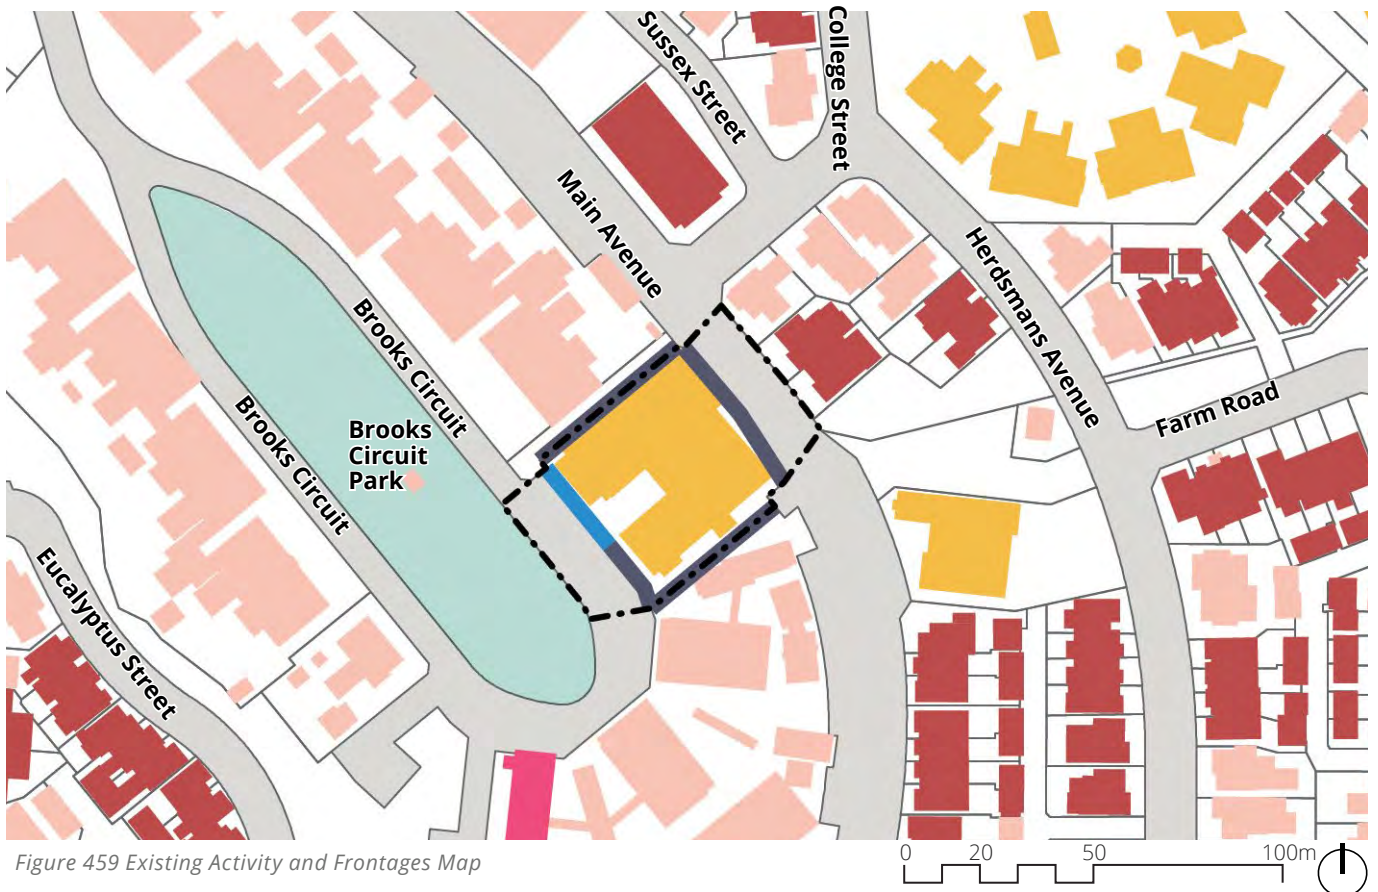 Sussex Street
College Street
Main Avenue
Herdsmans Avenue
Brooks Circuit
Brooks Circuit
Brooks
Circuit
Park
Farm Road
Eucalyptus Street
Figure 459 Existing Activity and Frontages Map
0 20 50 100m